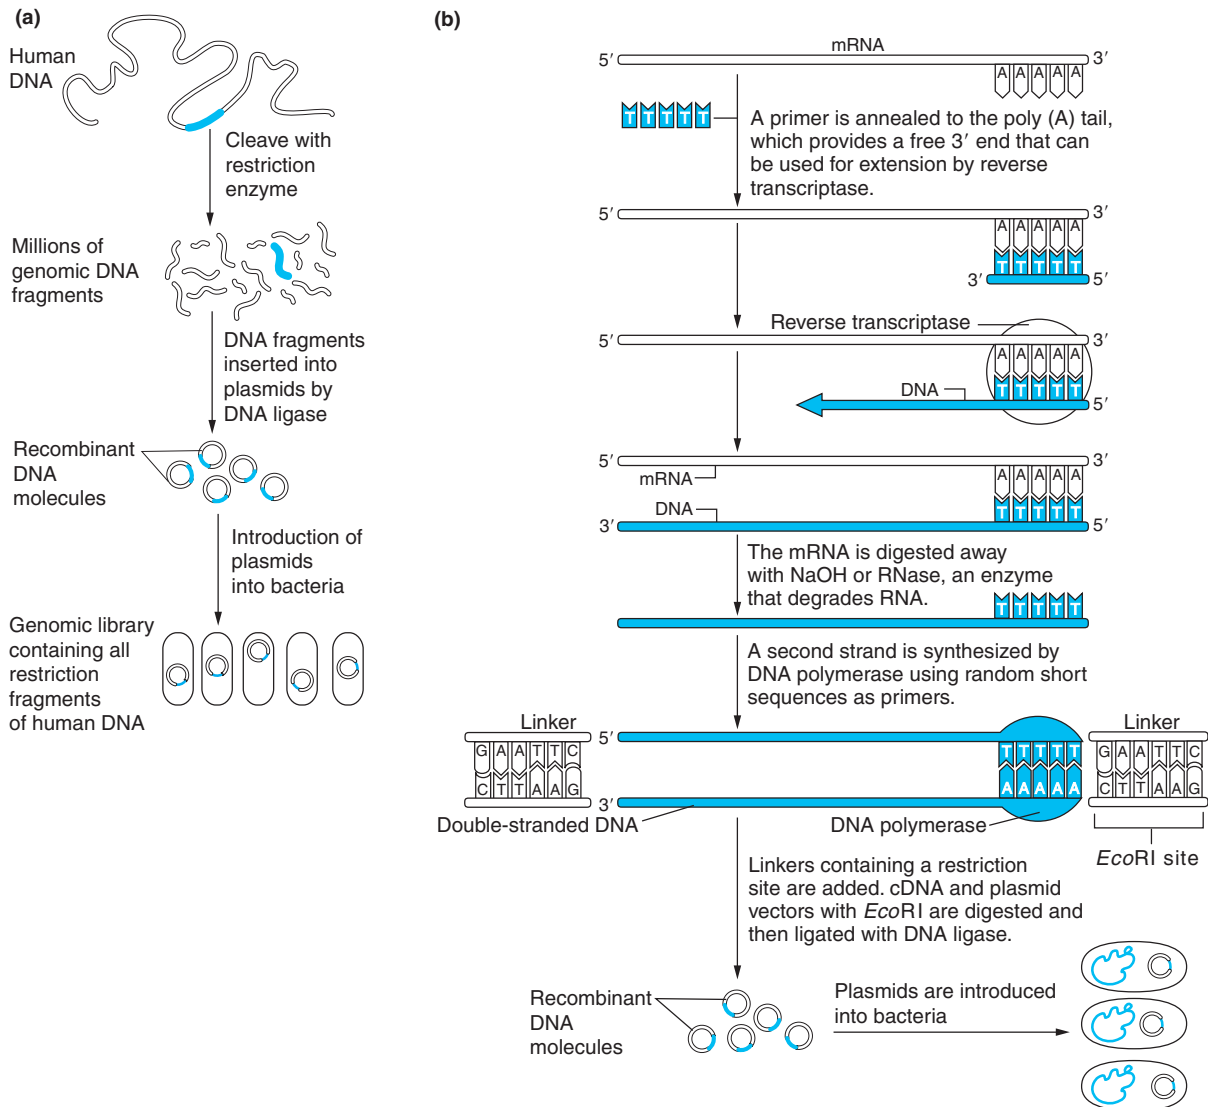 (a)
Human
DNA
Cleave with
restriction
enzyme
Millions of
genomic DNA
fragments
DNA fragments
inserted into
plasmids by
DNA ligase
Recombinant
DNA
molecules
Introduction of
plasmids
into bacteria
Genomic library
containing all
restriction
fragments
of human DNA
(b)
mRNA
5′ 3′
A A A A A
T T T T T
A primer is annealed to the poly (A) tail,
which provides a free 3′ end that can
be used for extension by reverse
transcriptase.
5′ 3′
A A A A A
T T T T T
3′ 5′
Reverse transcriptase
5′ 3′
A A A A A
T T T T T
DNA
5′
5′ 3′
mRNA
A A A A A
T T T T T
DNA
3′ 5′
The mRNA is digested away
with NaOH or RNase, an enzyme
that degrades RNA.
T T T T T
A second strand is synthesized by
DNA polymerase using random short
sequences as primers.
Linker 5′ Linker
G A A T T C T T T T T G A A T T C
C T T A A G A A A A A C T T A A G
3′
Double-stranded DNA DNA polymerase
EcoRI site
Linkers containing a restriction
site are added. cDNA and plasmid
vectors with EcoRI are digested and
then ligated with DNA ligase.
Recombinant
DNA
molecules
Plasmids are introduced
into bacteria